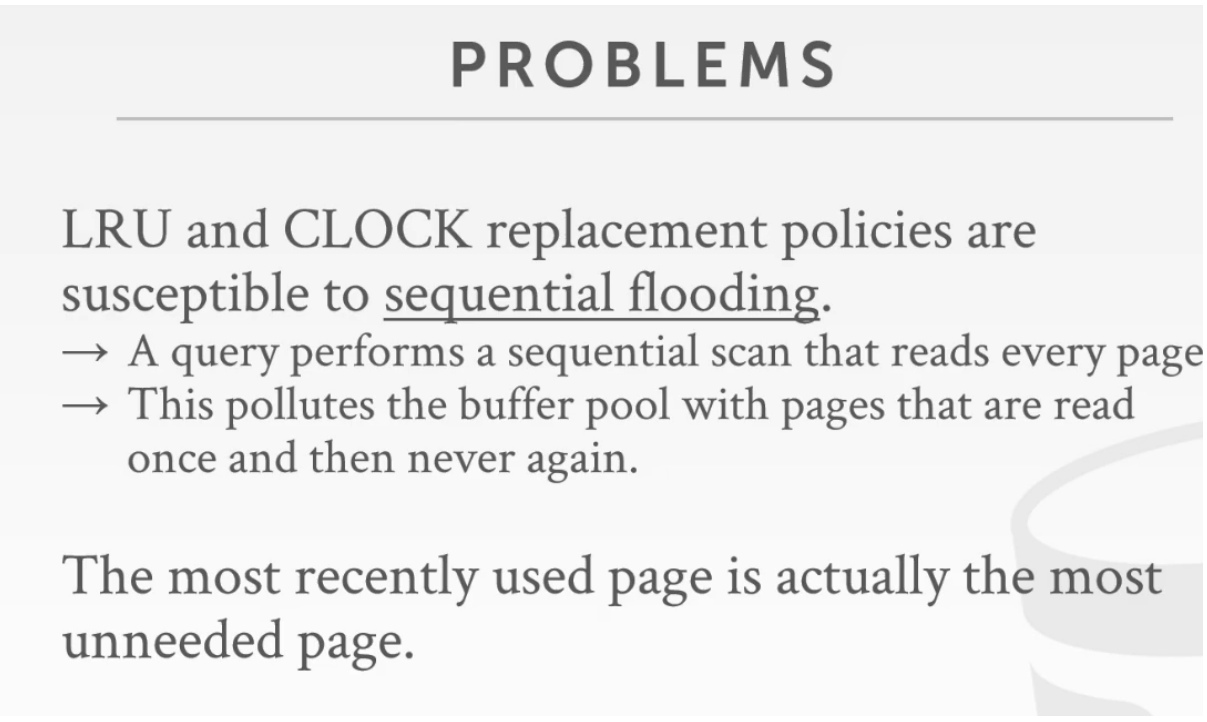 PROBLEMS
LRU and CLOCK replacement policies are
susceptible to sequential flooding.
→ A query performs a sequential scan that reads every page
→ This pollutes the buffer pool with pages that are read
once and then never again.
The most recently used page is actually the most
unneeded page.